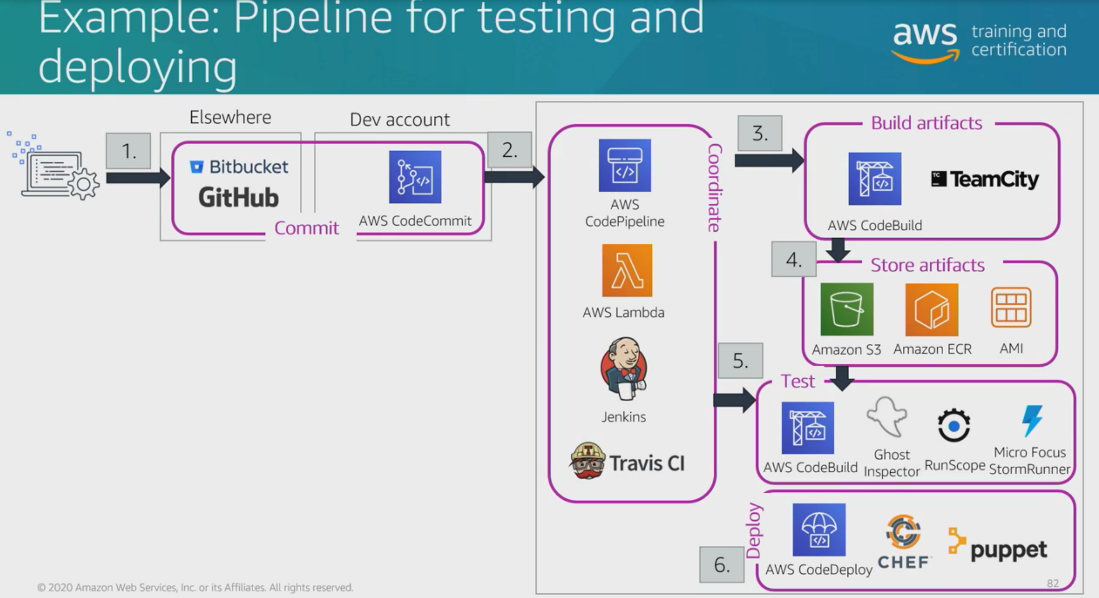 Example: Pipeline for testing and
deploying
aws
training and
certification
Elsewhere
Dev account
1.
Bitbucket
GitHub
AWS CodeCommit
Commit
2.
AWS
CodePipeline
AWS Lambda
Jenkins
Travis CI
Coordinate
3.
Build artifacts
AWS CodeBuild
TC
TeamCity
4.
Store artifacts
Amazon S3
Amazon ECR
AMI
5.
Test
AWS CodeBuild
Ghost
Inspector
RunScope
Micro Focus
StormRunner
6.
Deploy
AWS CodeDeploy
CHEF
puppet
© 2020 Amazon Web Services, Inc. or its Affiliates. All rights reserved.
82